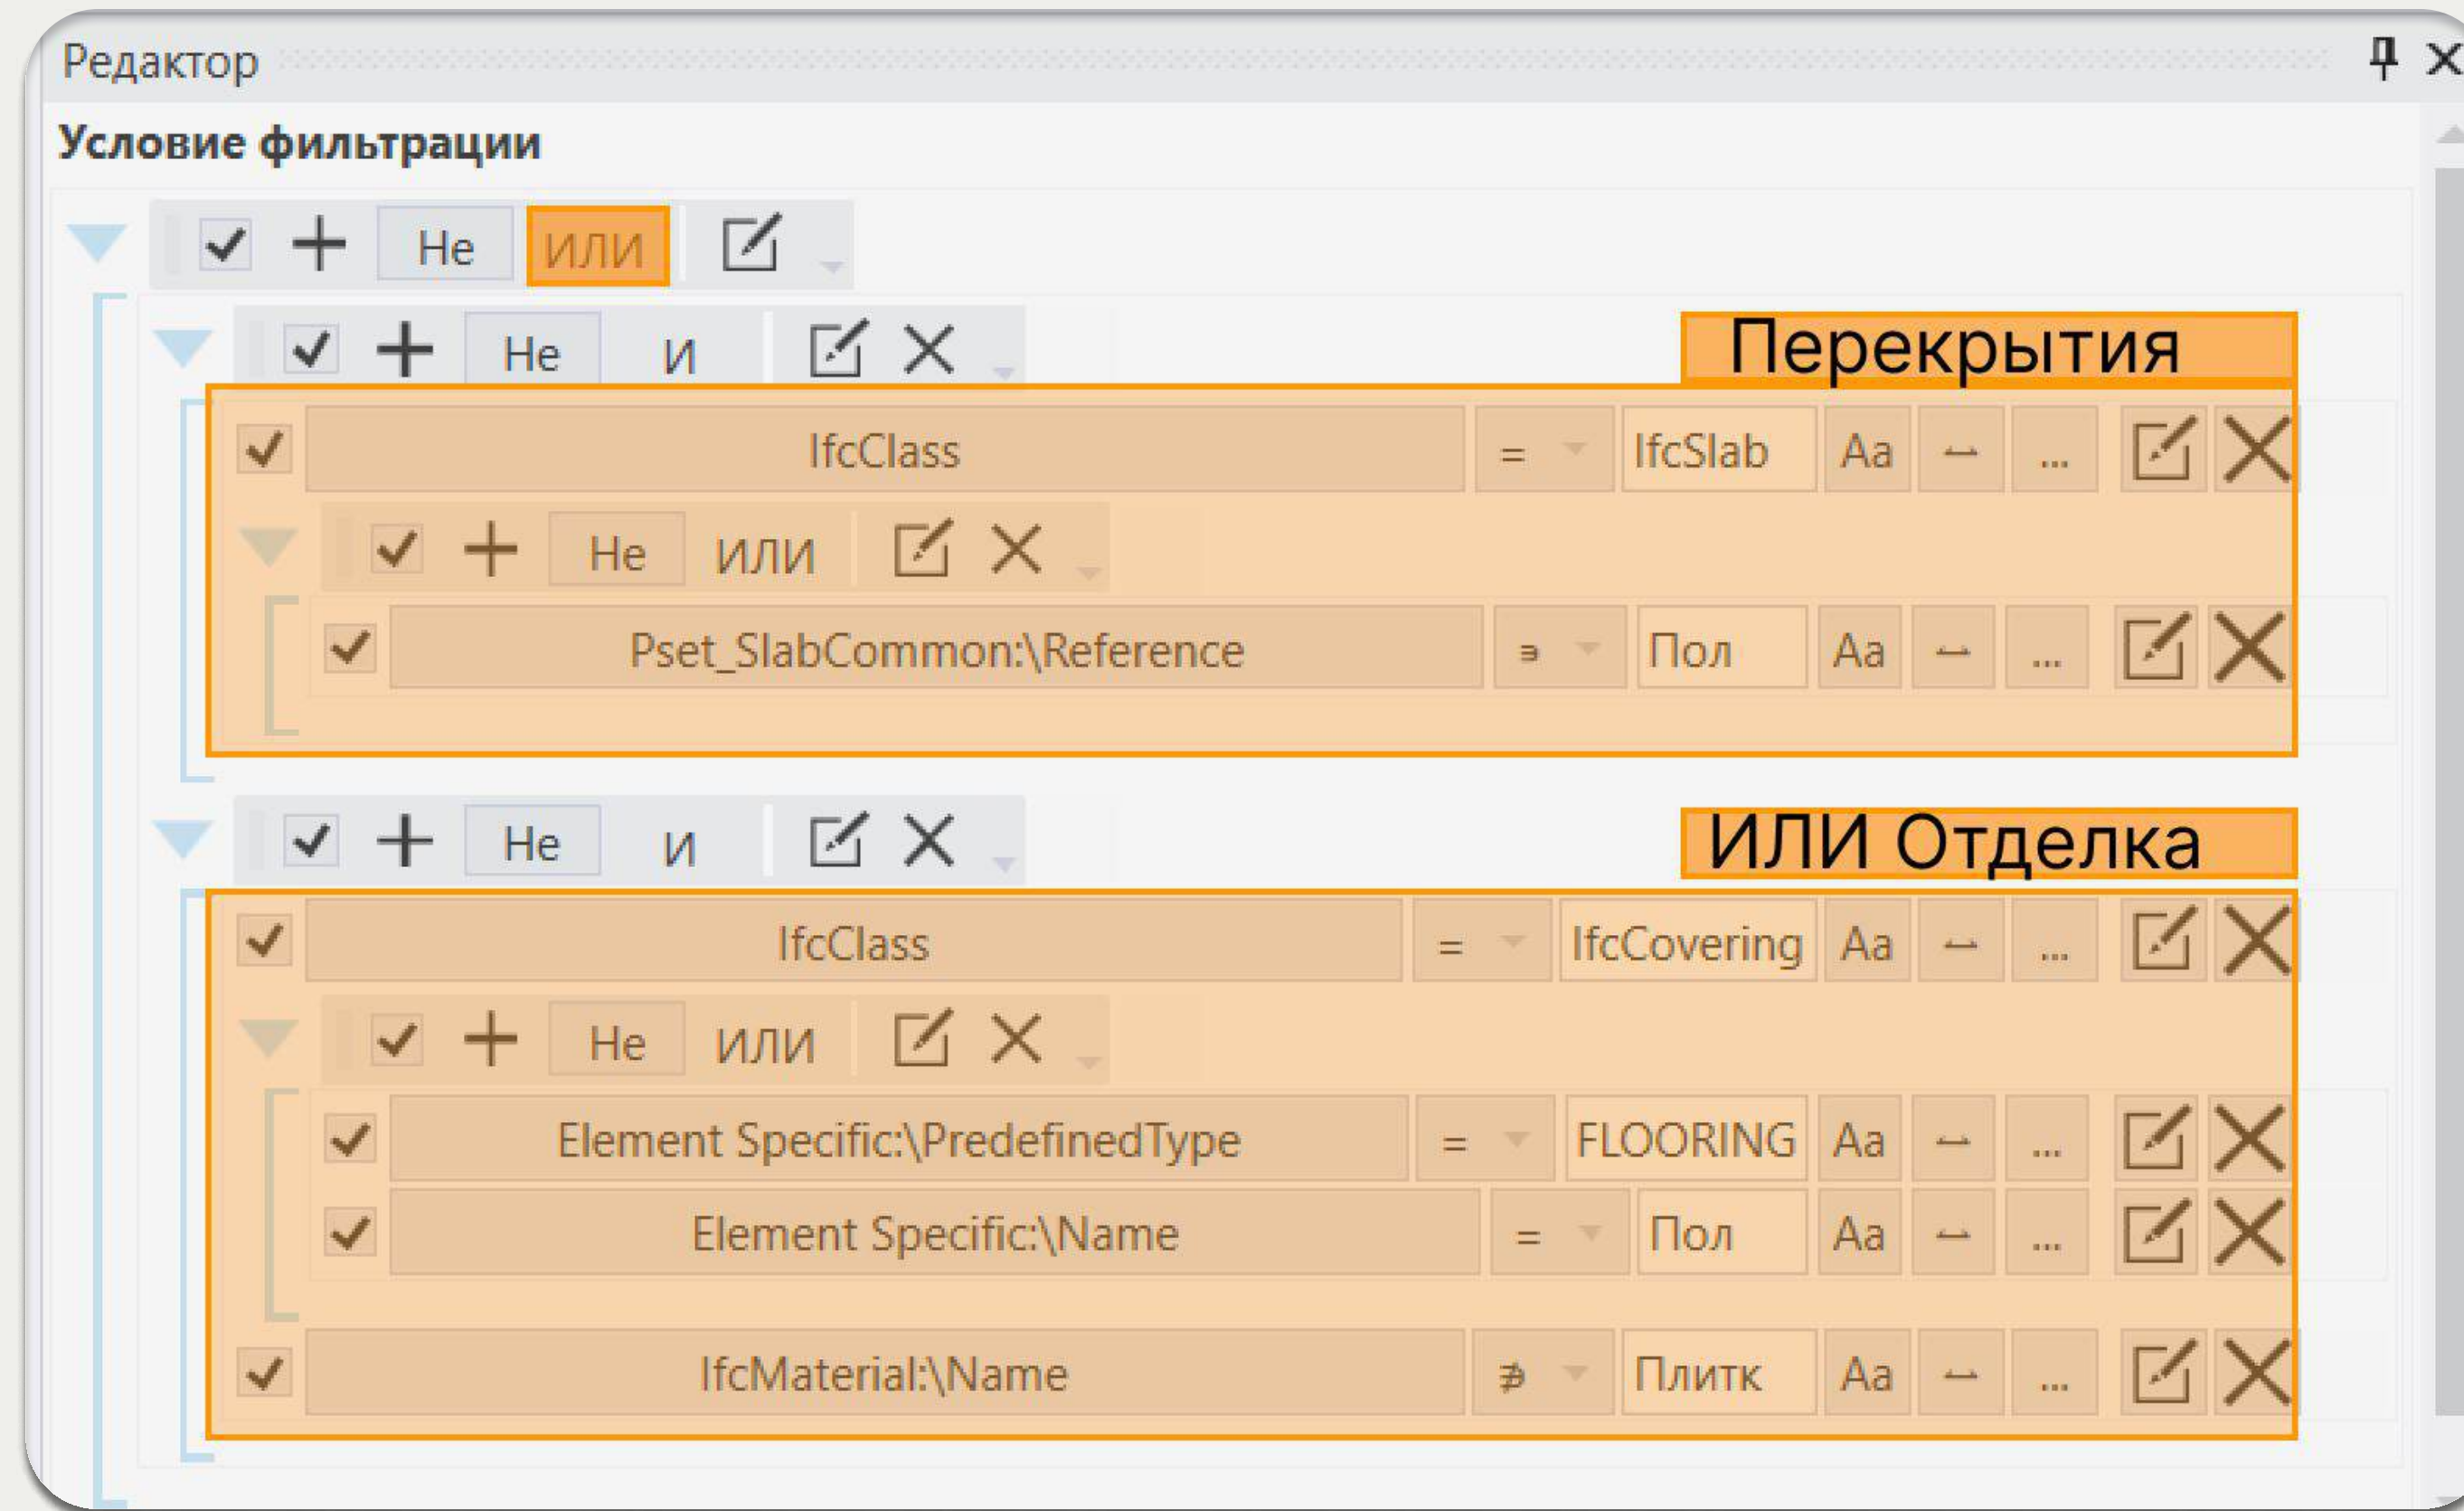 Редактор
Условие фильтрации
Не ИЛИ
Не И
Перекрытия
IfcClass = IfcSlab Aa ...
Не ИЛИ
Pset_SlabCommon:\Reference ∍ Пол Aa ...
Не И
ИЛИ Отделка
IfcClass = IfcCovering Aa ...
Не ИЛИ
Element Specific:\PredefinedType = FLOORING Aa ...
Element Specific:\Name = Пол Aa ...
IfcMaterial:\Name ∌ Плитк Aa ...